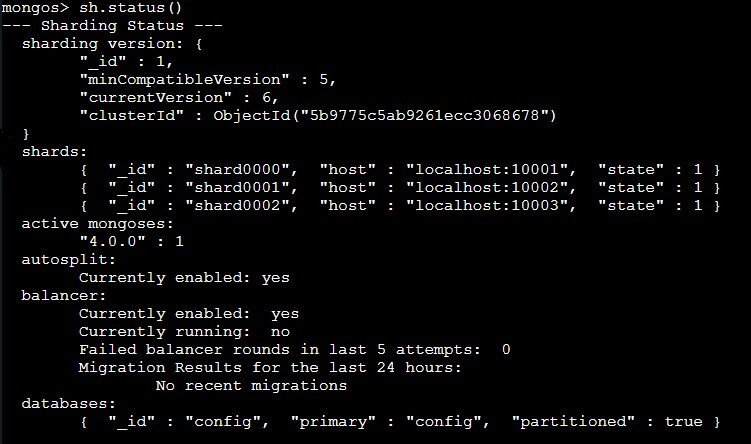 mongos> sh.status()
--- Sharding Status ---
  sharding version: {
        "_id" : 1,
        "minCompatibleVersion" : 5,
        "currentVersion" : 6,
        "clusterId" : ObjectId("5b9775c5ab9261ecc3068678")
  }
  shards:
        {  "_id" : "shard0000",  "host" : "localhost:10001",  "state" : 1 }
        {  "_id" : "shard0001",  "host" : "localhost:10002",  "state" : 1 }
        {  "_id" : "shard0002",  "host" : "localhost:10003",  "state" : 1 }
  active mongoses:
        "4.0.0" : 1
  autosplit:
        Currently enabled: yes
  balancer:
        Currently enabled:  yes
        Currently running:  no
        Failed balancer rounds in last 5 attempts:  0
        Migration Results for the last 24 hours:
                No recent migrations
  databases:
        {  "_id" : "config",  "primary" : "config",  "partitioned" : true }